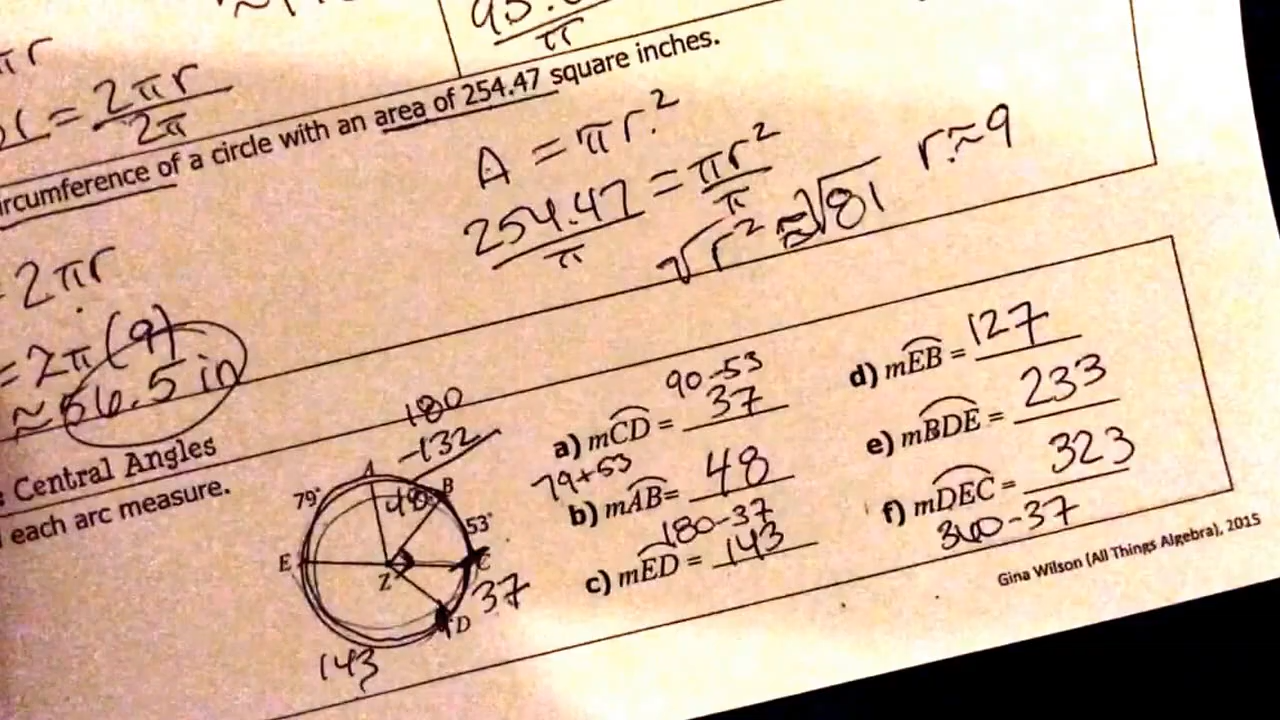 πr
2πr
2π
π
ircumference of a circle with an area of 254.47 square inches.
A = πr²
254.47 = πr²
π π
√r² ≈ √81 r ≈ 9
= 2πr
= 2π(9)
≈ 56.5 in
Central Angles
each arc measure.
180
-132
79° A 48 B
53°
E Z C
37
D
143
90-53
a) mCD = 37
79+53
b) mAB= 48
180-37
c) mED = 143
d) mEB = 127
e) mBDE = 233
f) mDEC = 323
360-37
Gina Wilson (All Things Algebra), 2015